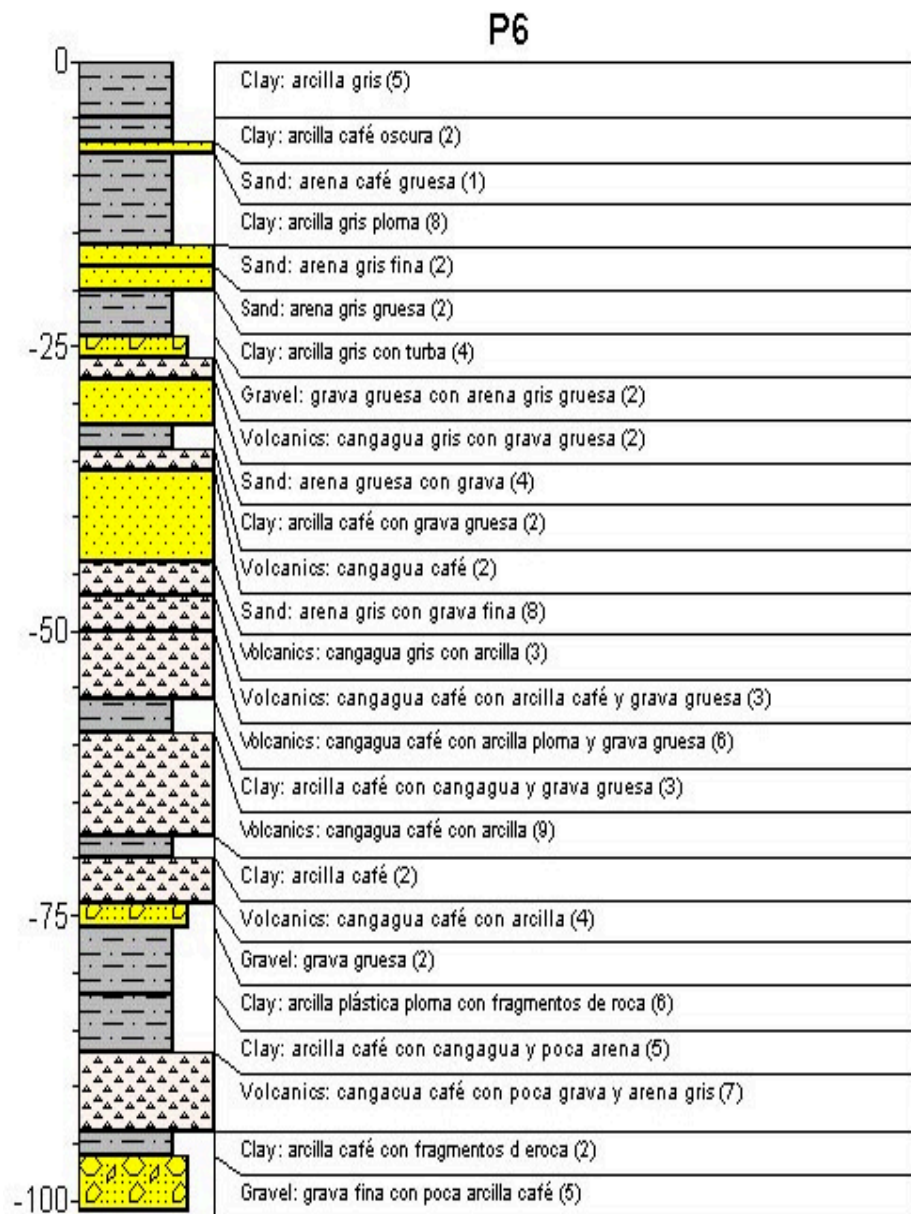 P6
0
Clay: arcilla gris (5)
Clay: arcilla café oscura (2)
Sand: arena café gruesa (1)
Clay: arcilla gris ploma (8)
Sand: arena gris fina (2)
Sand: arena gris gruesa (2)
-25
Clay: arcilla gris con turba (4)
Gravel: grava gruesa con arena gris gruesa (2)
Volcanics: cangagua gris con grava gruesa (2)
Sand: arena gruesa con grava (4)
Clay: arcilla café con grava gruesa (2)
Volcanics: cangagua café (2)
Sand: arena gris con grava fina (8)
-50
Volcanics: cangagua gris con arcilla (3)
Volcanics: cangagua café con arcilla café y grava gruesa (3)
Volcanics: cangagua café con arcilla ploma y grava gruesa (6)
Clay: arcilla café con cangagua y grava gruesa (3)
Volcanics: cangagua café con arcilla (9)
Clay: arcilla café (2)
-75
Volcanics: cangagua café con arcilla (4)
Gravel: grava gruesa (2)
Clay: arcilla plástica ploma con fragmentos de roca (6)
Clay: arcilla café con cangagua y poca arena (5)
Volcanics: cangacua café con poca grava y arena gris (7)
Clay: arcilla café con fragmentos d eroca (2)
-100
Gravel: grava fina con poca arcilla café (5)